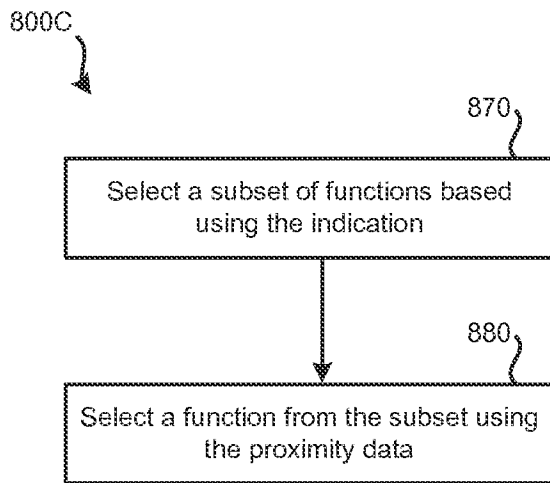 800C
870
Select a subset of functions based
using the indication
880
Select a function from the subset using
the proximity data